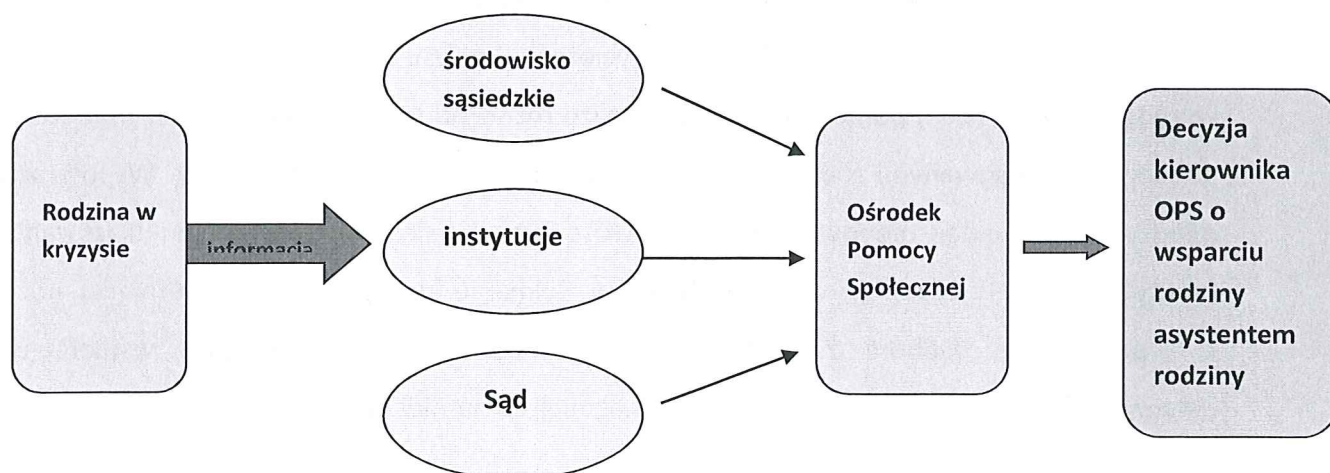 Rodzina w
kryzysie
informacja
środowisko
sąsiedzkie
instytucje
Sąd
Ośrodek
Pomocy
Społecznej
Decyzja
kierownika
OPS o
wsparciu
rodziny
asystentem
rodziny